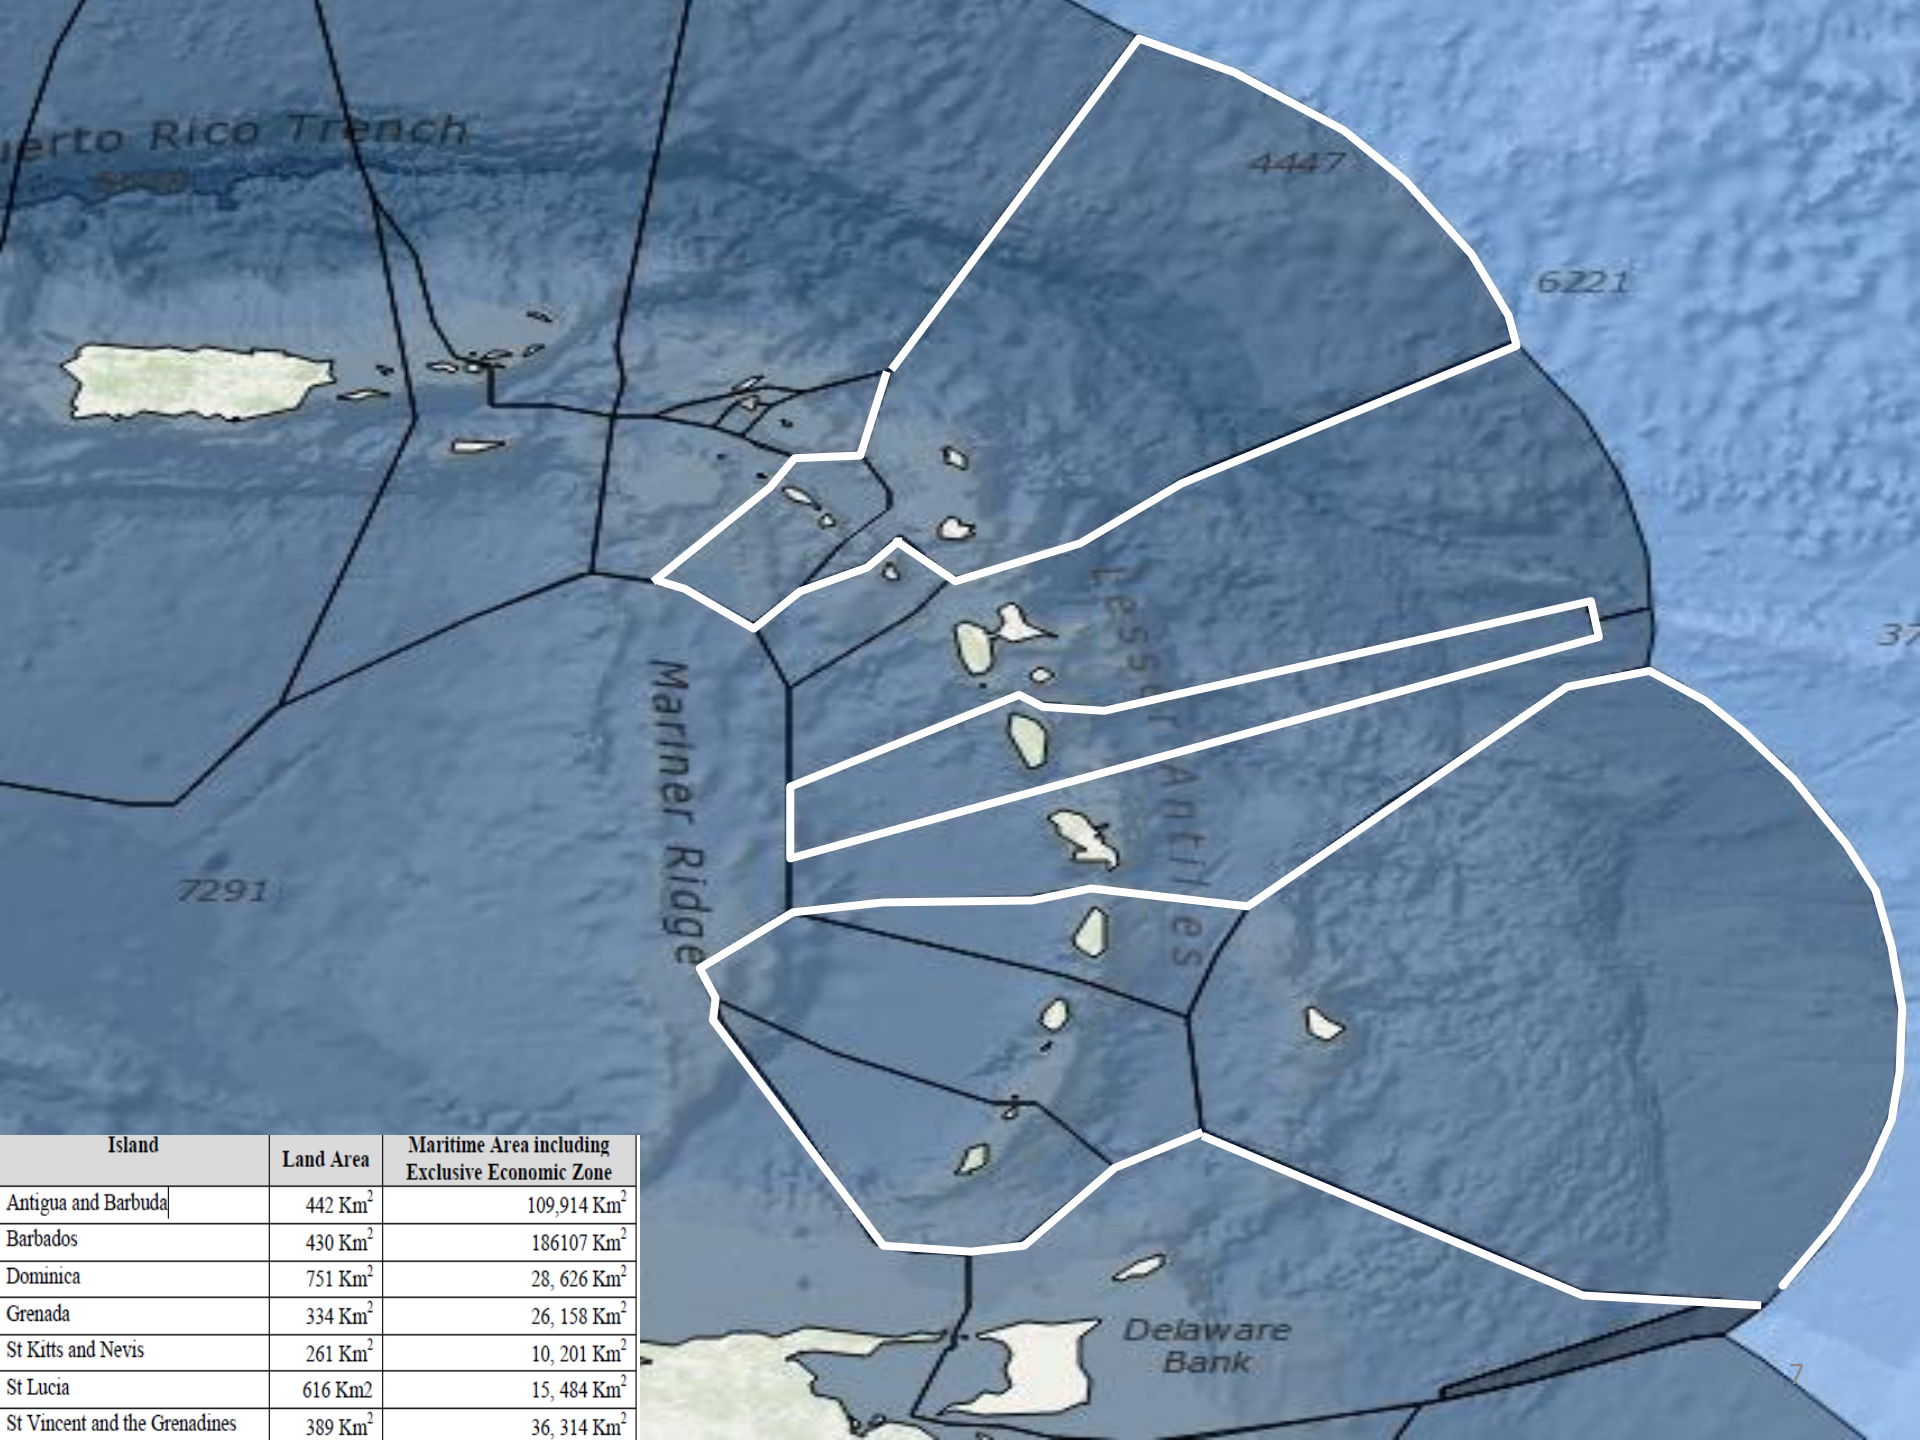 uerto Rico Trench
4447
6221
37
Lesser Antilles
Mariner Ridge
7291
Island Land Area Maritime Area including
Exclusive Economic Zone
Antigua and Barbuda 442 Km² 109,914 Km²
Barbados 430 Km² 186107 Km²
Dominica 751 Km² 28, 626 Km²
Grenada 334 Km² 26, 158 Km²
St Kitts and Nevis 261 Km² 10, 201 Km²
St Lucia 616 Km2 15, 484 Km²
St Vincent and the Grenadines 389 Km² 36, 314 Km²
Delaware
Bank
7